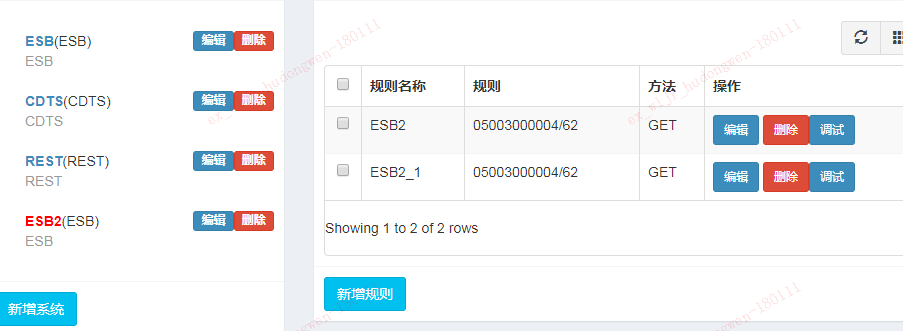 ESB(ESB) 编辑 删除
ESB
CDTS(CDTS) 编辑 删除
CDTS
REST(REST) 编辑 删除
REST
ESB2(ESB) 编辑 删除
ESB
新增系统
规则名称 规则 方法 操作
ESB2 05003000004/62 GET 编辑 删除 调试
ESB2_1 05003000004/62 GET 编辑 删除 调试
Showing 1 to 2 of 2 rows
新增规则